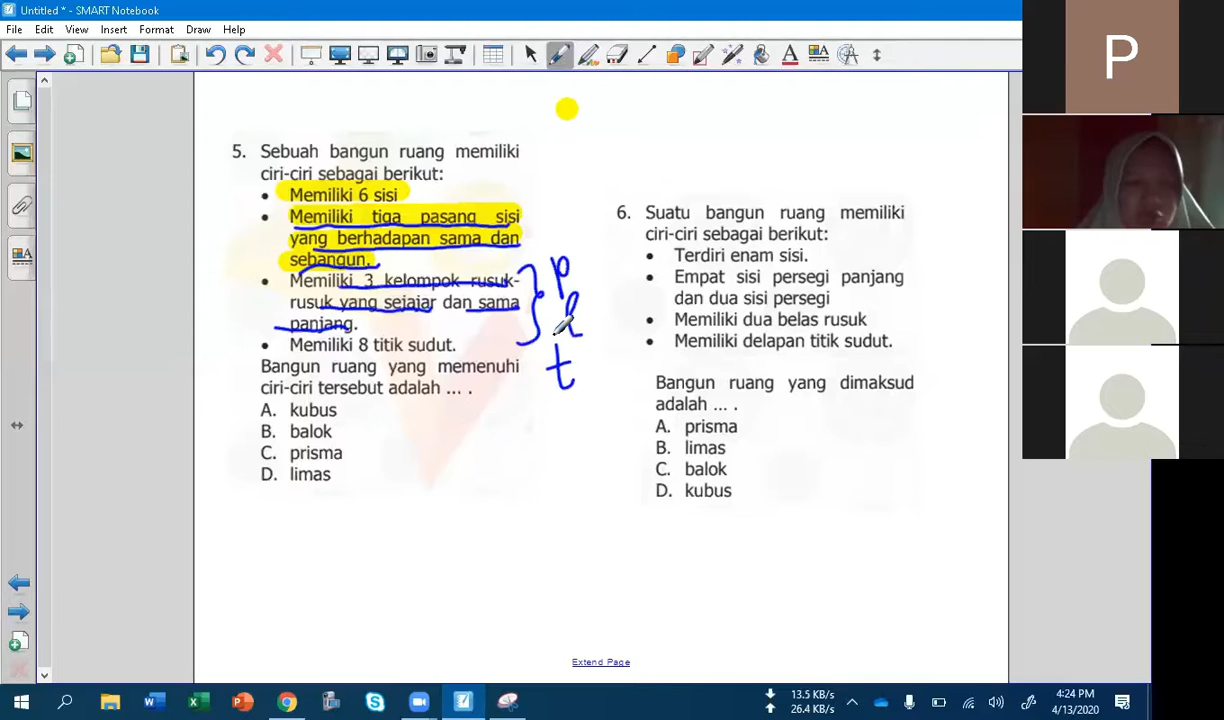 Untitled * - SMART Notebook
File Edit View Insert Format Draw Help
P
5. Sebuah bangun ruang memiliki
ciri-ciri sebagai berikut:
• Memiliki 6 sisi
• Memiliki tiga pasang sisi
yang berhadapan sama dan
sebangun.
• Memiliki 3 kelompok rusuk-
rusuk yang sejajar dan sama
panjang.
• Memiliki 8 titik sudut.
Bangun ruang yang memenuhi
ciri-ciri tersebut adalah ... .
A. kubus
B. balok
C. prisma
D. limas
p
l
t
6. Suatu bangun ruang memiliki
ciri-ciri sebagai berikut:
• Terdiri enam sisi.
• Empat sisi persegi panjang
dan dua sisi persegi
• Memiliki dua belas rusuk
• Memiliki delapan titik sudut.
Bangun ruang yang dimaksud
adalah ... .
A. prisma
B. limas
C. balok
D. kubus
Extend Page
13.5 KB/s
26.4 KB/s
4:24 PM
4/13/2020